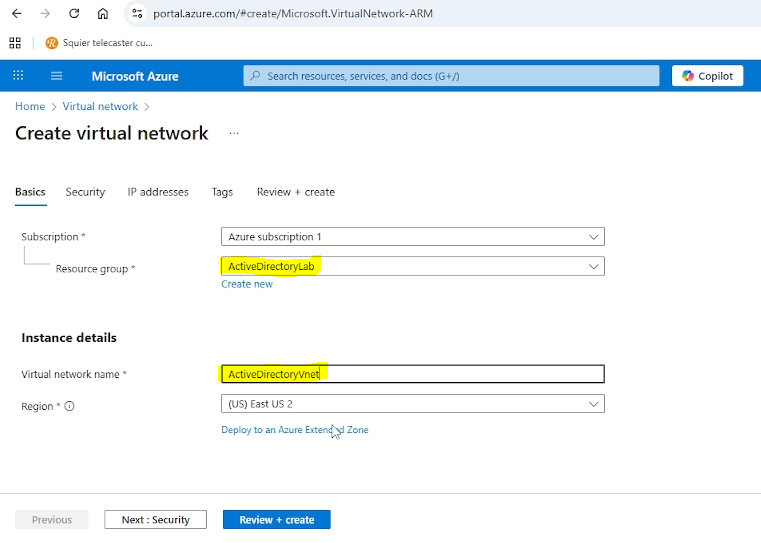 portal.azure.com/#create/Microsoft.VirtualNetwork-ARM
Squier telecaster cu...
Microsoft Azure
Search resources, services, and docs (G+/)
Copilot
Home > Virtual network >
Create virtual network ...
Basics Security IP addresses Tags Review + create
Subscription * Azure subscription 1
Resource group * ActiveDirectoryLab
Create new
Instance details
Virtual network name * ActiveDirectoryVnet
Region * (US) East US 2
Deploy to an Azure Extended Zone
Previous Next : Security Review + create